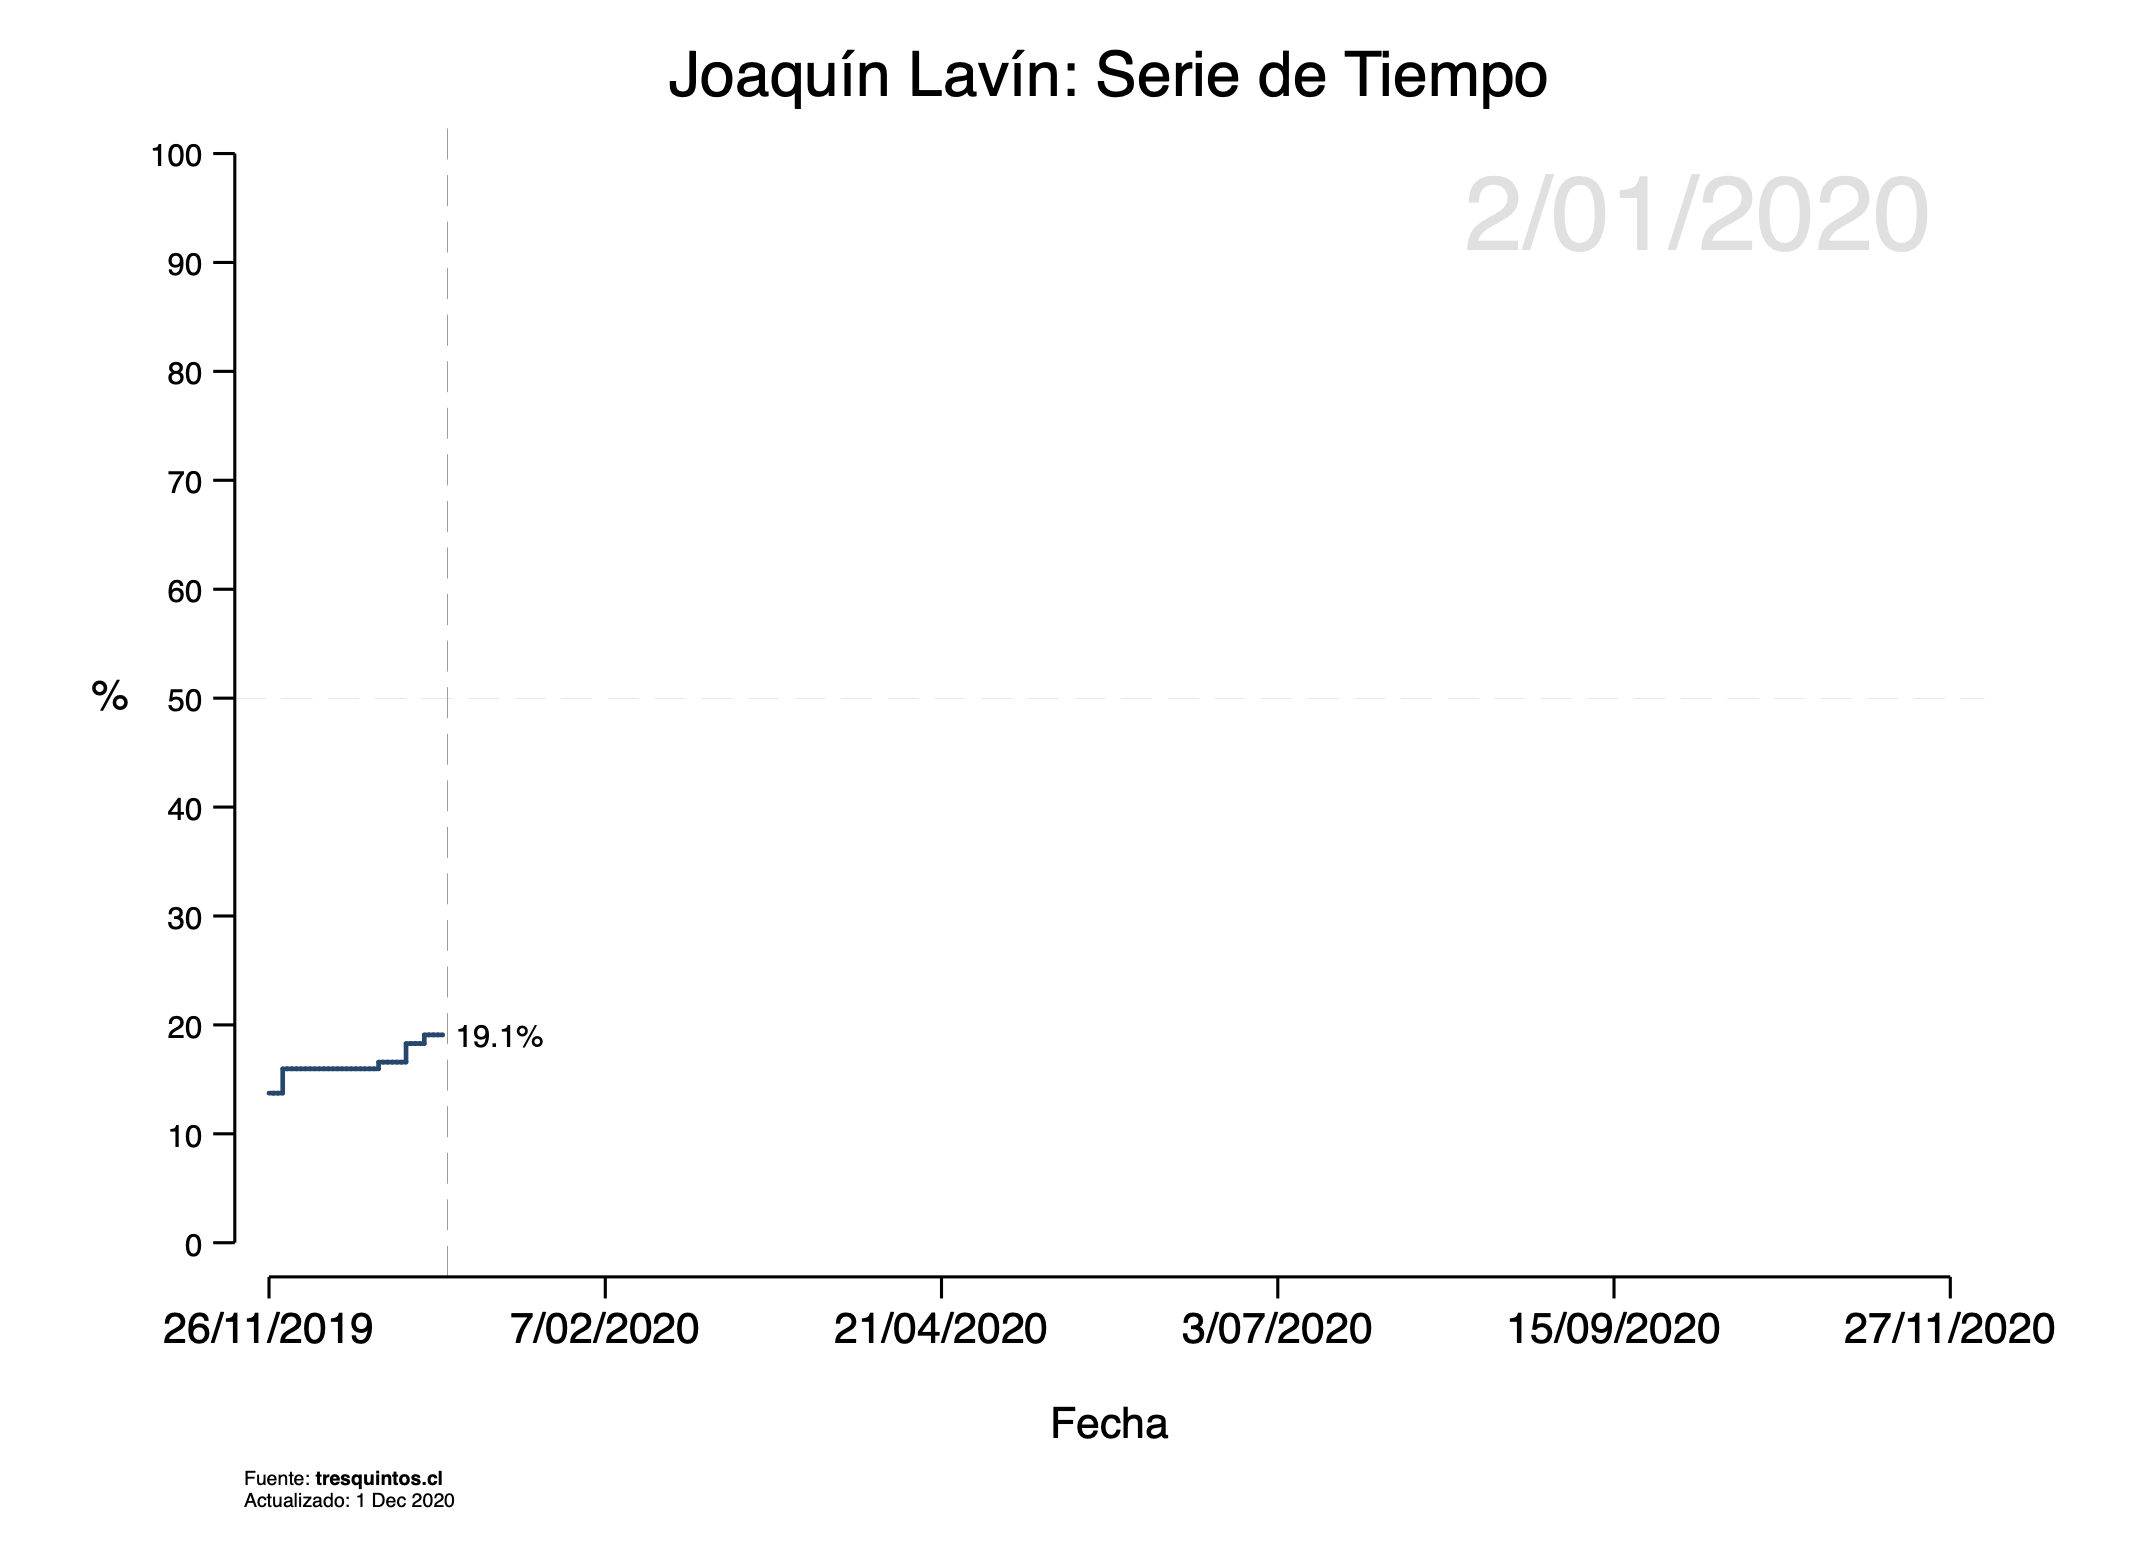 Joaquín Lavín: Serie de Tiempo
2/01/2020
100
90
80
70
60
%
50
40
30
20
19.1%
10
0
26/11/2019 7/02/2020 21/04/2020 3/07/2020 15/09/2020 27/11/2020
Fecha
Fuente: tresquintos.cl
Actualizado: 1 Dec 2020